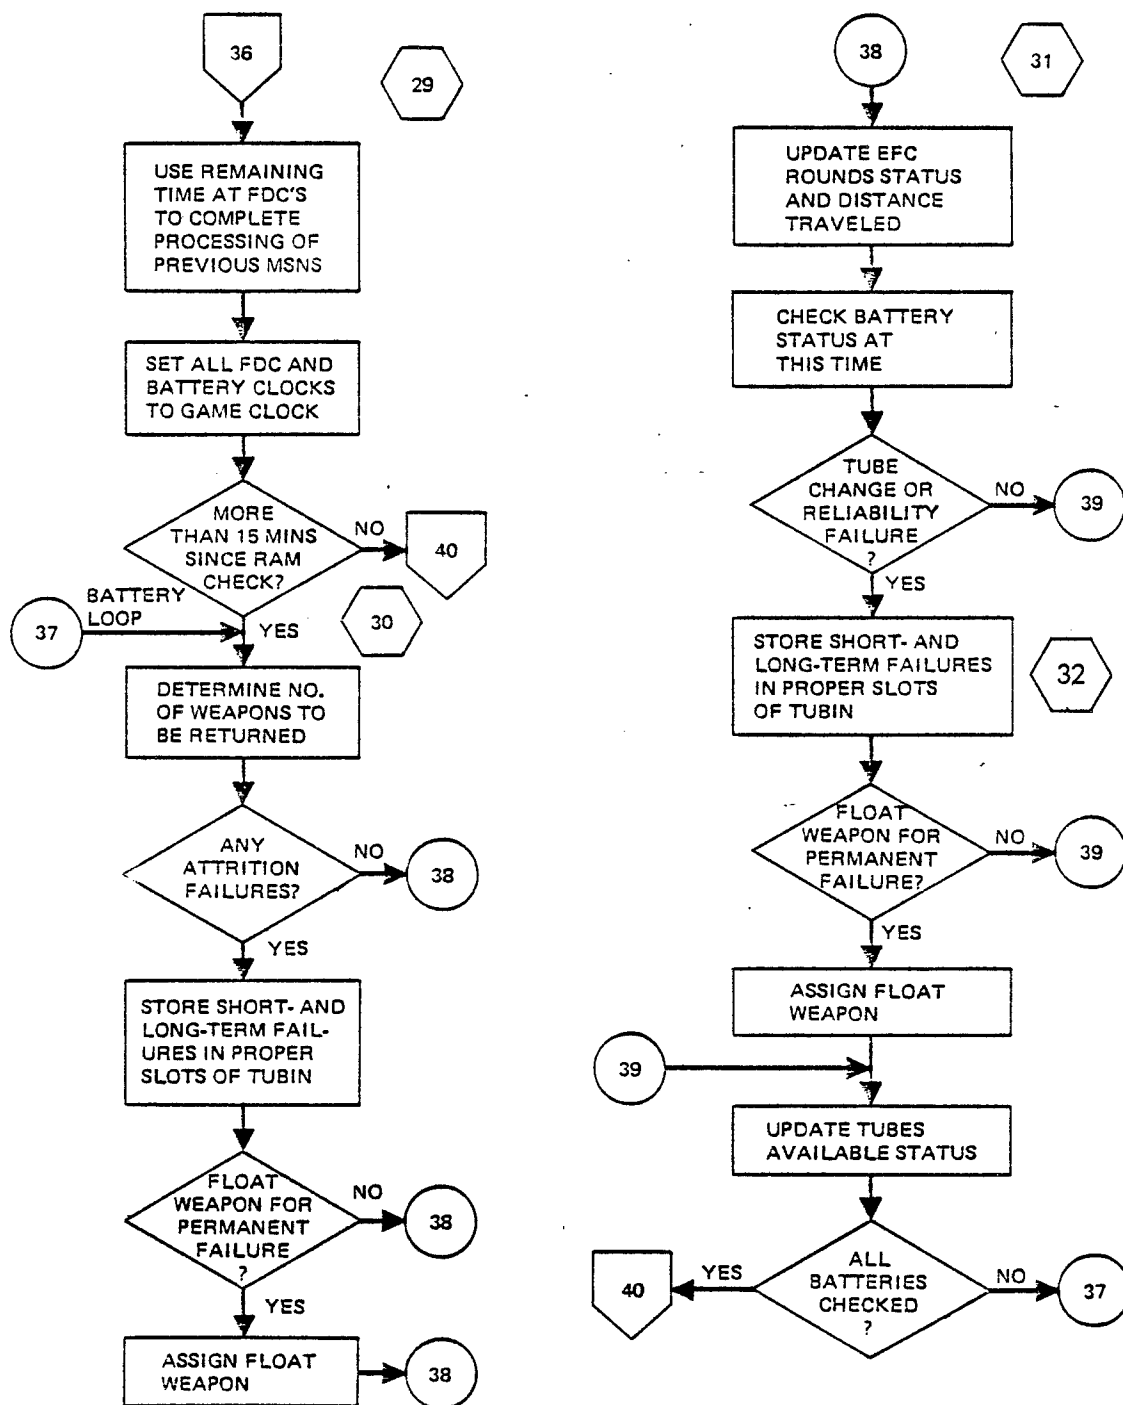 36
29
USE REMAINING
TIME AT FDC'S
TO COMPLETE
PROCESSING OF
PREVIOUS MSNS
SET ALL FDC AND
BATTERY CLOCKS
TO GAME CLOCK
MORE
THAN 15 MINS
SINCE RAM
CHECK?
NO
40
BATTERY
LOOP
37
YES
30
DETERMINE NO.
OF WEAPONS TO
BE RETURNED
ANY
ATTRITION
FAILURES?
NO
38
YES
STORE SHORT- AND
LONG-TERM FAIL-
URES IN PROPER
SLOTS OF TUBIN
FLOAT
WEAPON FOR
PERMANENT
FAILURE
?
NO
38
YES
ASSIGN FLOAT
WEAPON
38
38
31
UPDATE EFC
ROUNDS STATUS
AND DISTANCE
TRAVELED
CHECK BATTERY
STATUS AT
THIS TIME
TUBE
CHANGE OR
RELIABILITY
FAILURE
?
NO
39
YES
STORE SHORT- AND
LONG-TERM FAILURES
IN PROPER SLOTS
OF TUBIN
32
FLOAT
WEAPON FOR
PERMANENT
FAILURE?
NO
39
YES
ASSIGN FLOAT
WEAPON
39
UPDATE TUBES
AVAILABLE STATUS
ALL
BATTERIES
CHECKED
?
YES
40
NO
37